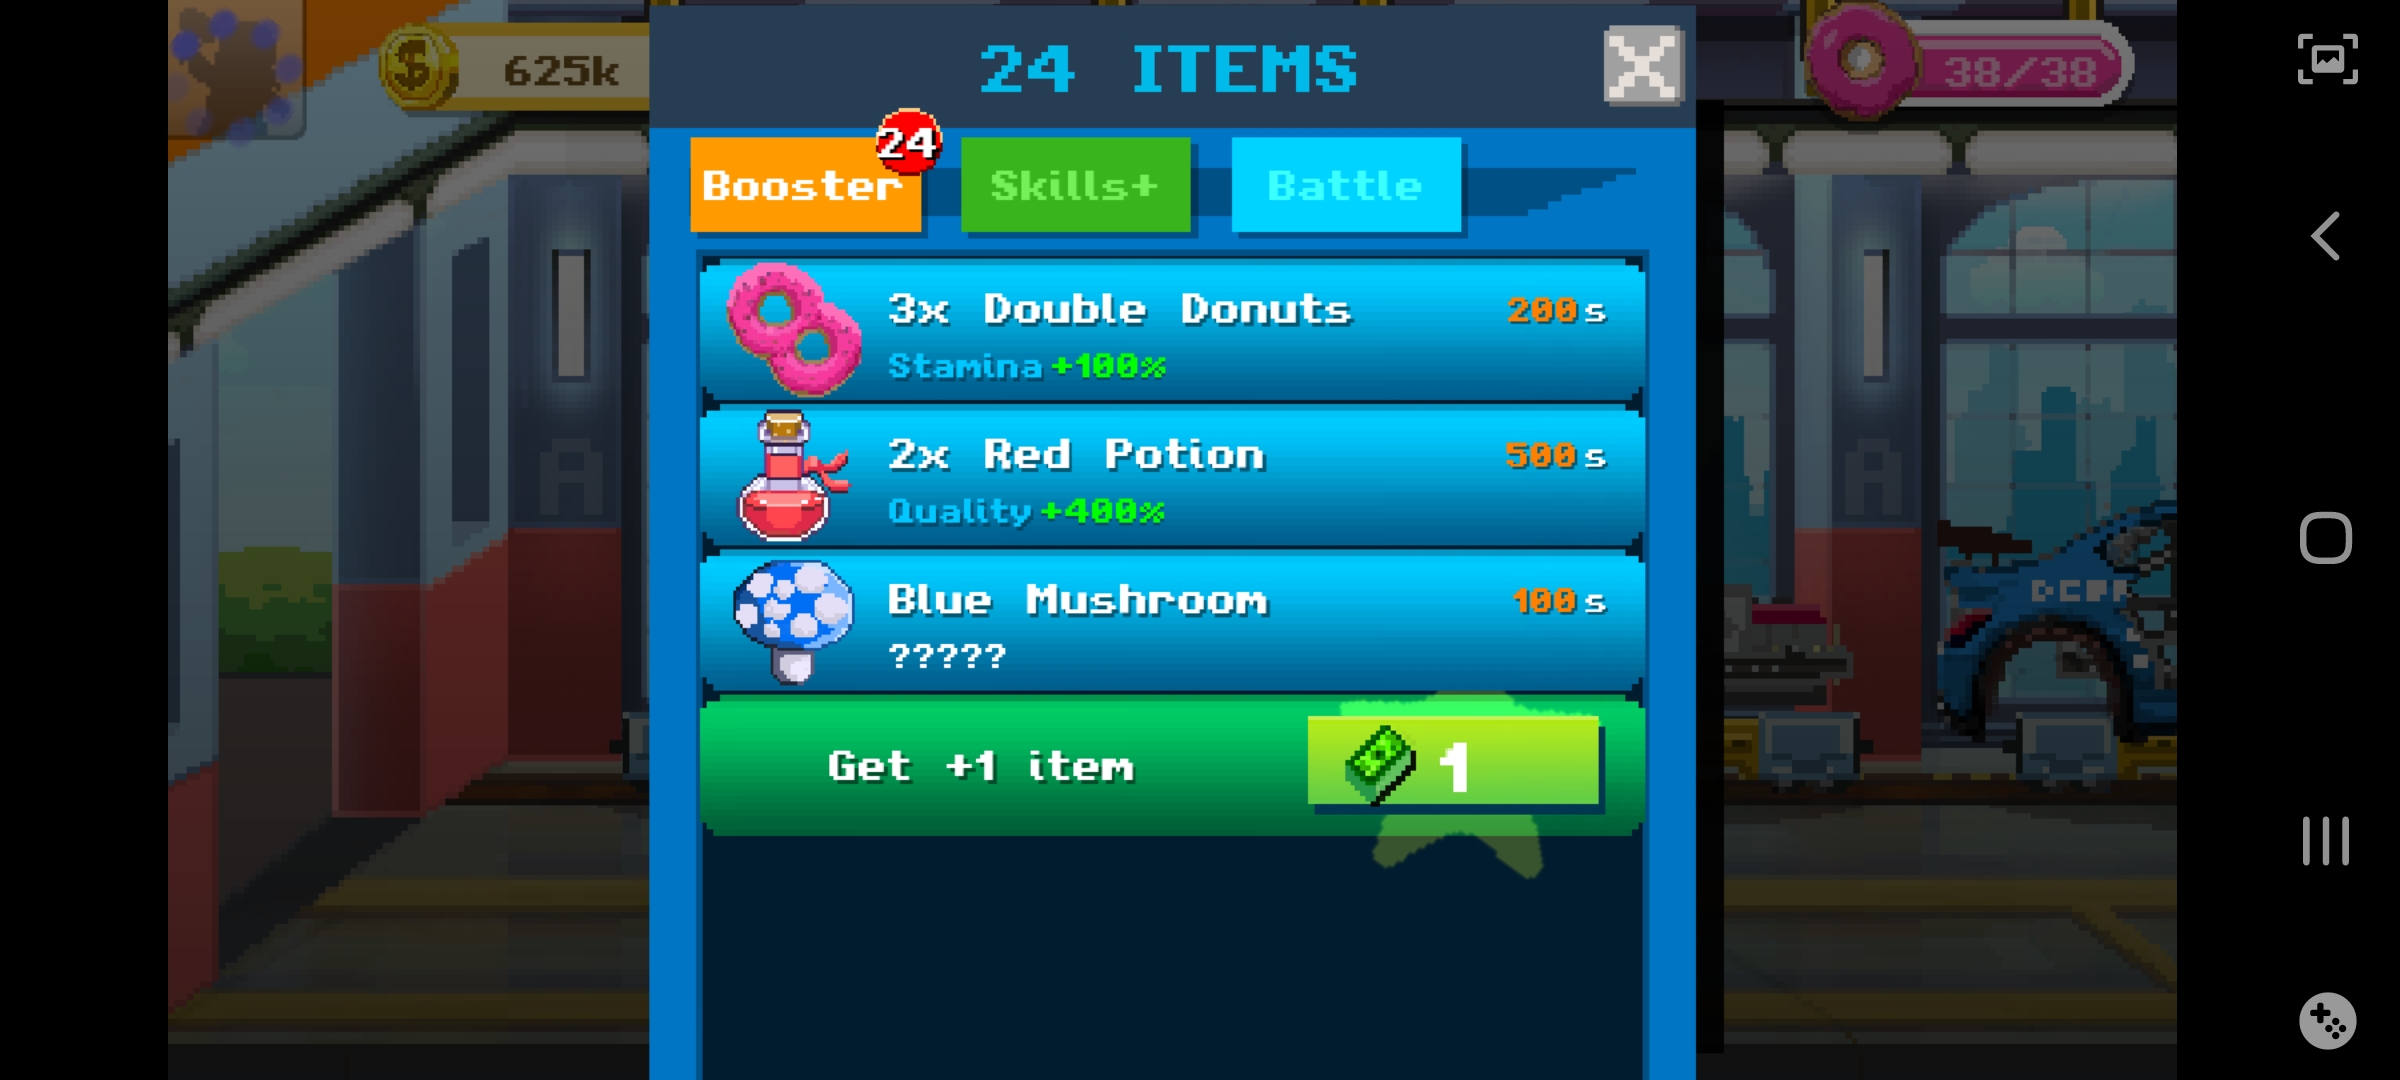 625k
24 ITEMS
38/38
24
Booster
Skills+
Battle
3x Double Donuts
200s
Stamina +100%
2x Red Potion
500s
Quality +400%
Blue Mushroom
100s
?????
Get +1 item
1
A
A